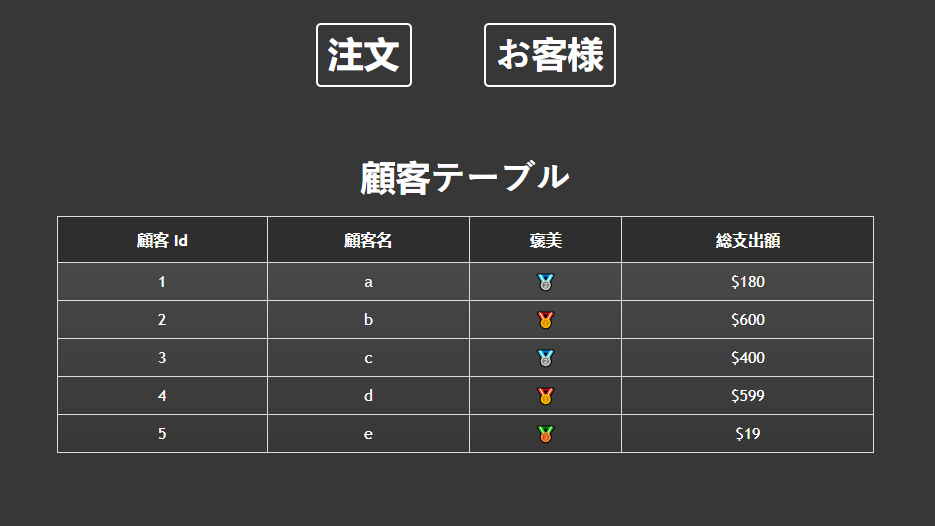 注文 お客様
顧客テーブル
顧客 Id 顧客名 褒美 総支出額
1 a 🥈 $180
2 b 🥇 $600
3 c 🥈 $400
4 d 🥇 $599
5 e 🥉 $19